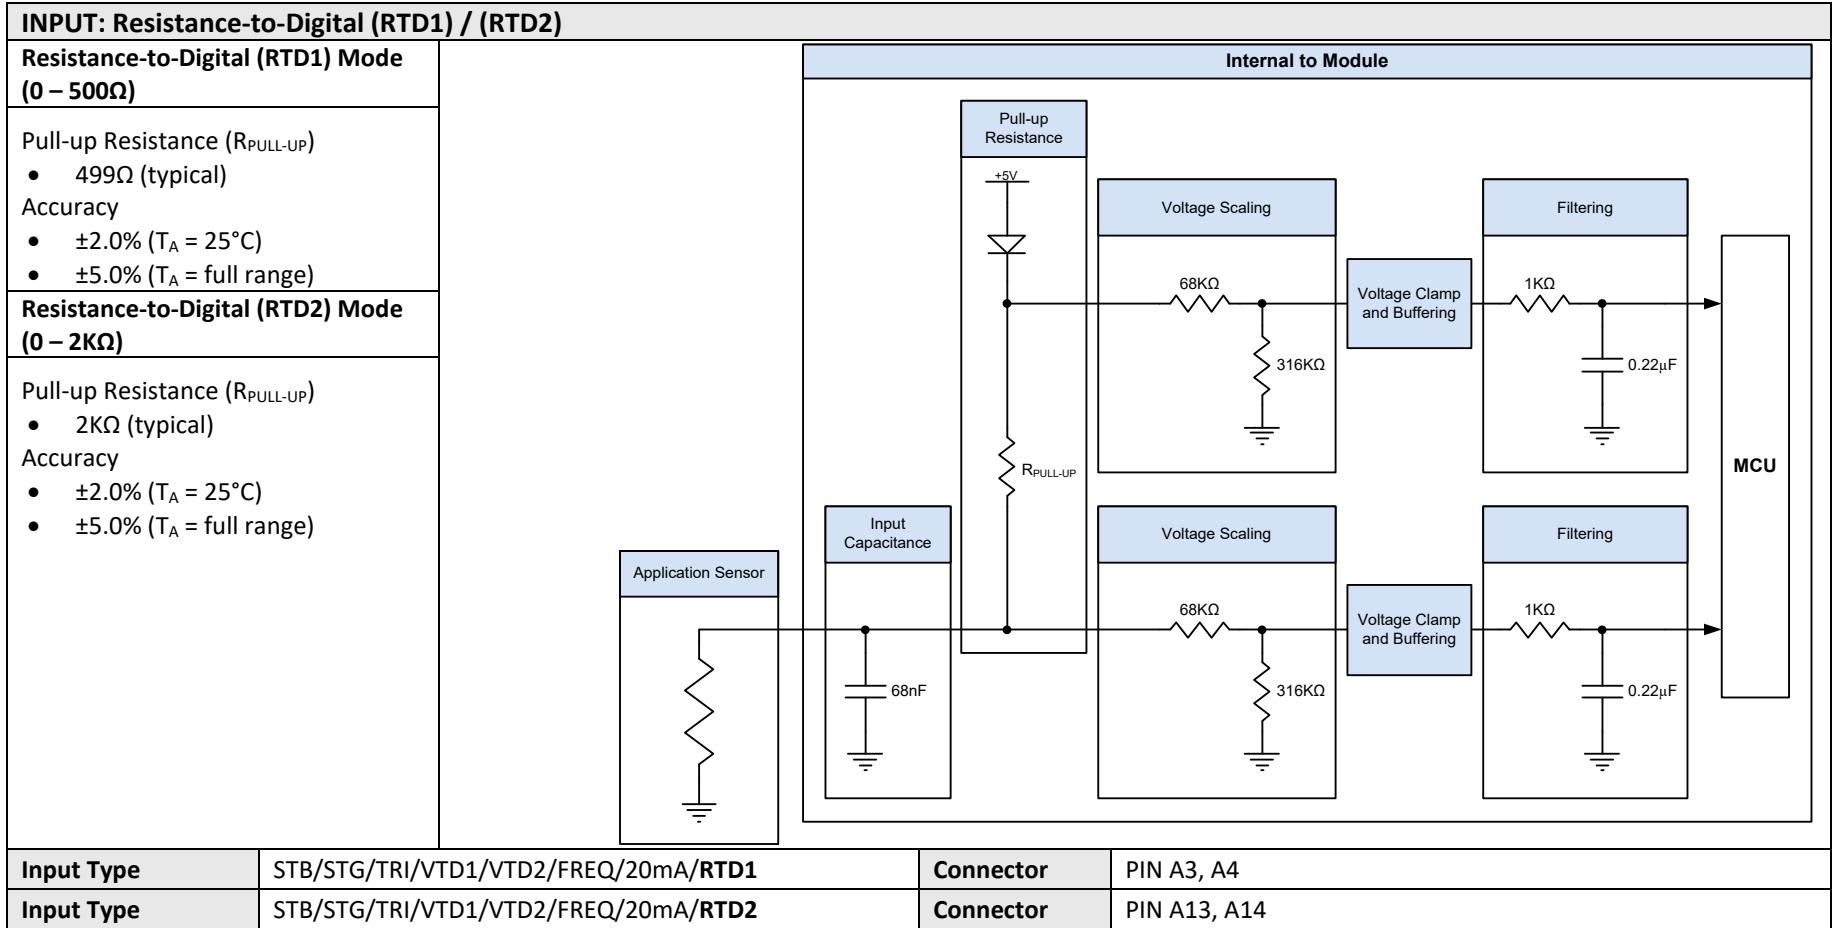 INPUT: Resistance-to-Digital (RTD1) / (RTD2)
Resistance-to-Digital (RTD1) Mode
(0 – 500Ω)
Pull-up Resistance (RPULL-UP)
• 499Ω (typical)
Accuracy
• ±2.0% (TA = 25°C)
• ±5.0% (TA = full range)
Resistance-to-Digital (RTD2) Mode
(0 – 2KΩ)
Pull-up Resistance (RPULL-UP)
• 2KΩ (typical)
Accuracy
• ±2.0% (TA = 25°C)
• ±5.0% (TA = full range)
Internal to Module
Pull-up
Resistance
+5V
RPULL-UP
Voltage Scaling
68KΩ
316KΩ
Voltage Clamp
and Buffering
Filtering
1KΩ
0.22µF
MCU
Application Sensor
Input
Capacitance
68nF
Voltage Scaling
68KΩ
316KΩ
Voltage Clamp
and Buffering
Filtering
1KΩ
0.22µF
Input Type STB/STG/TRI/VTD1/VTD2/FREQ/20mA/RTD1 Connector PIN A3, A4
Input Type STB/STG/TRI/VTD1/VTD2/FREQ/20mA/RTD2 Connector PIN A13, A14